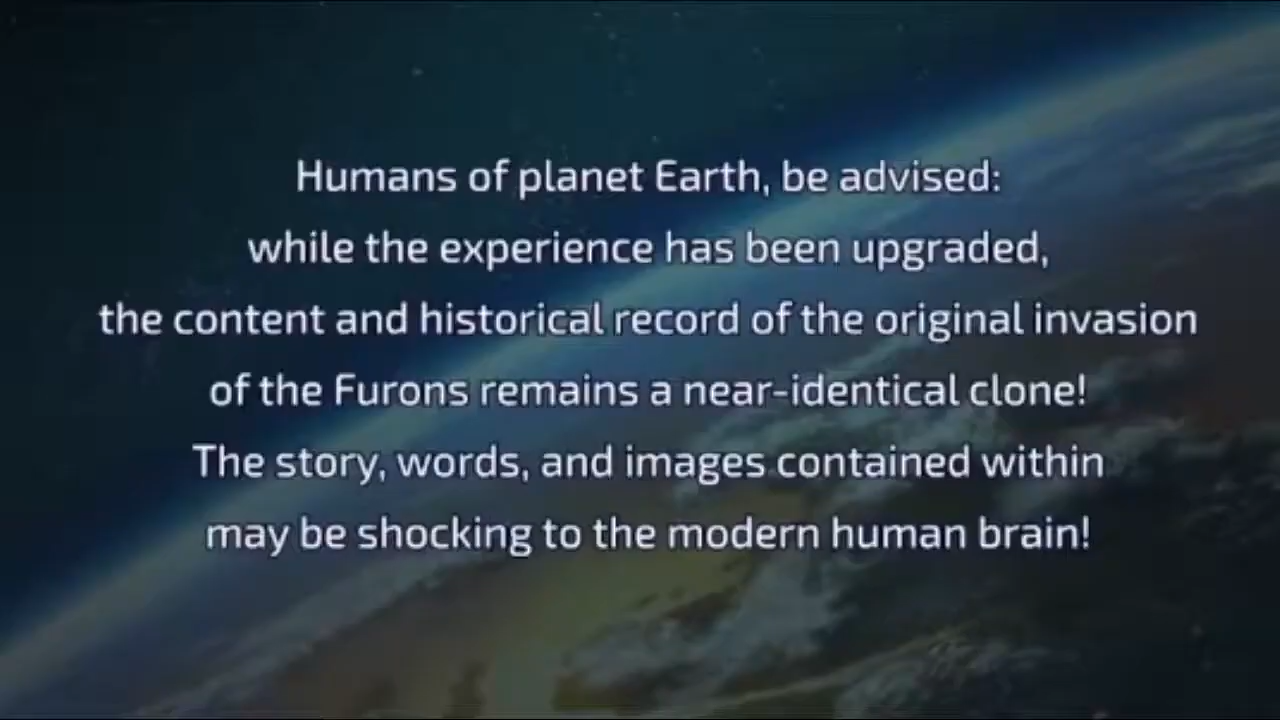 Humans of planet Earth, be advised:
while the experience has been upgraded,
the content and historical record of the original invasion
of the Furons remains a near-identical clone!
The story, words, and images contained within
may be shocking to the modern human brain!